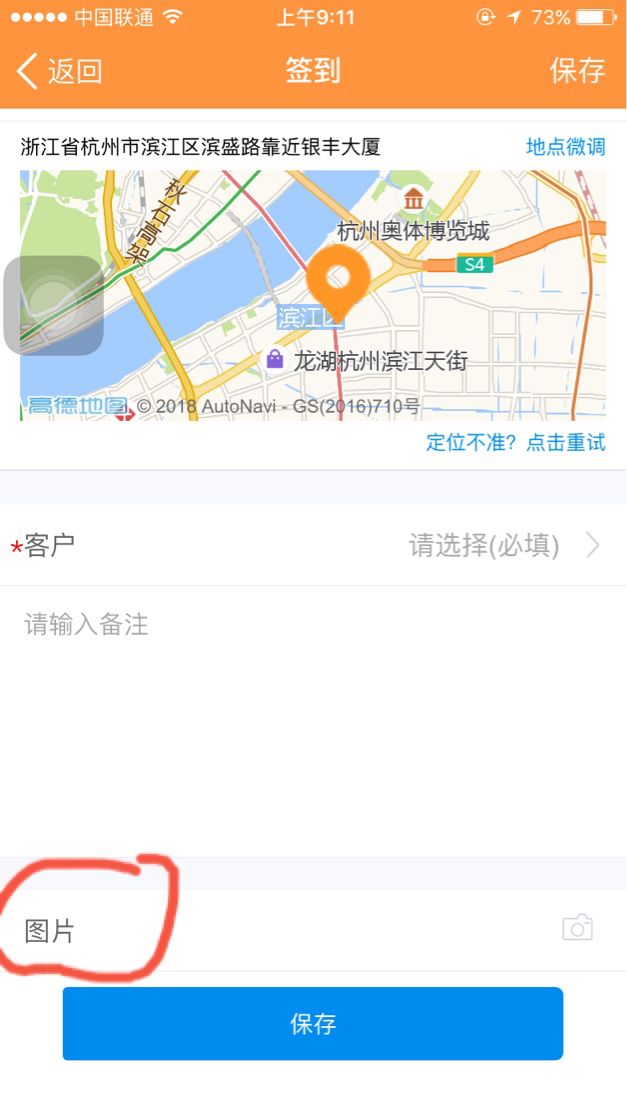 中国联通 上午9:11 73%
返回 签到 保存
浙江省杭州市滨江区滨盛路靠近银丰大厦 地点微调
秋石高架
杭州奥体博览城
S4
滨江区
龙湖杭州滨江天街
高德地图 © 2018 AutoNavi - GS(2016)710号
定位不准? 点击重试
*客户 请选择(必填)
请输入备注
图片
保存